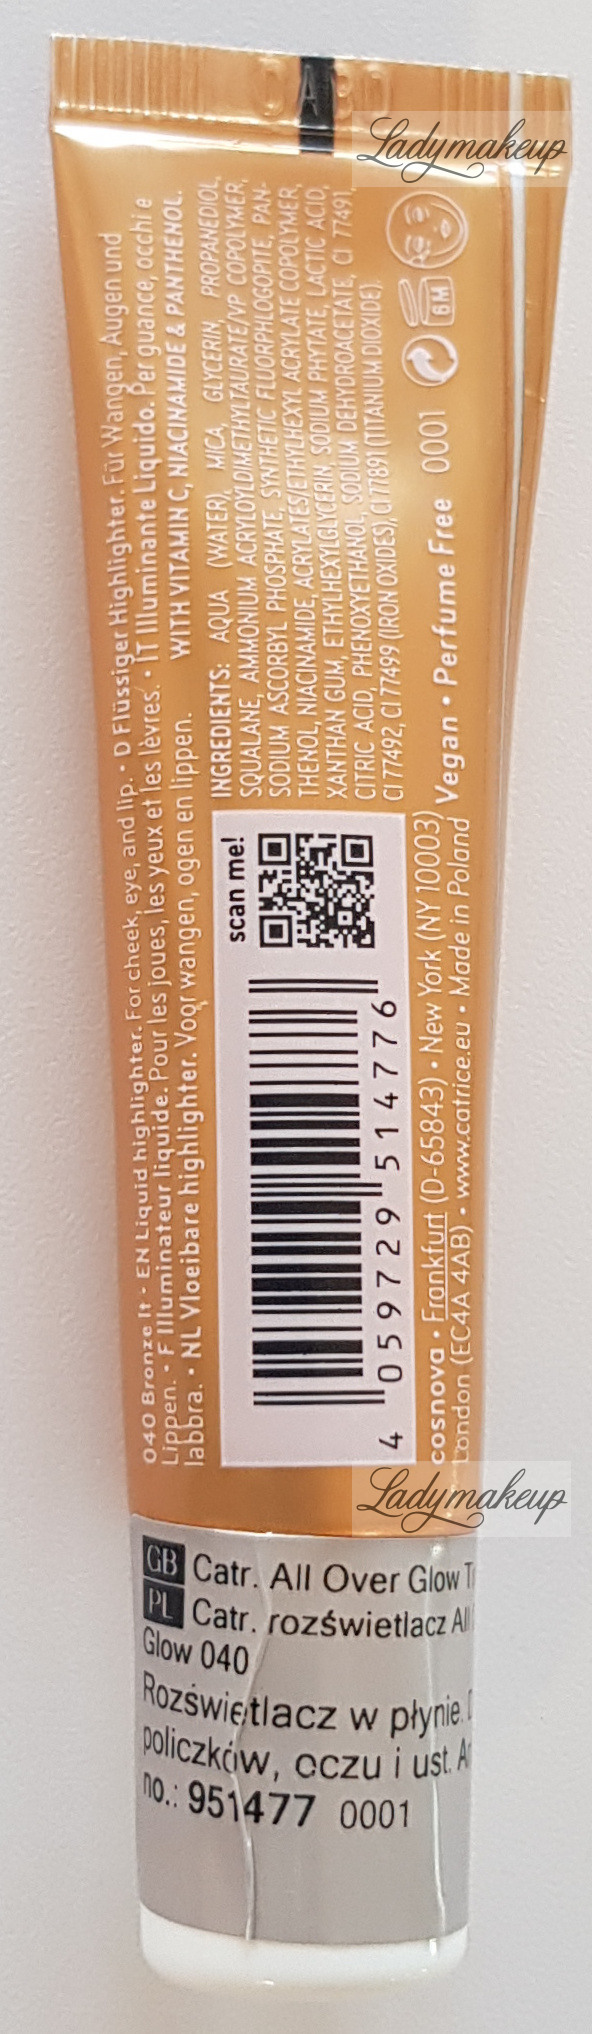 DABD
Ladymakeup
040 Bronze It - EN Liquid highlighter. For cheek, eye, and lip. • D Flüssiger Highlighter. Für Wangen, Augen und
Lippen. • F Illuminateur liquide. Pour les joues, les yeux et les lèvres. • IT Illuminante Liquido. Per guance, occhi e
labbra. • NL Vloeibare highlighter. Voor wangen, ogen en lippen.
WITH VITAMIN C, NIACINAMIDE & PANTHENOL.
INGREDIENTS: AQUA (WATER), MICA, GLYCERIN, PROPANEDIOL,
SQUALANE, AMMONIUM ACRYLOYLDIMETHYLTAURATE/VP COPOLYMER,
SODIUM ASCORBYL PHOSPHATE, SYNTHETIC FLUORPHLOGOPITE, PAN-
THENOL, NIACINAMIDE, ACRYLATES/ETHYLHEXYL ACRYLATE COPOLYMER,
XANTHAN GUM, ETHYLHEXYLGLYCERIN, SODIUM PHYTATE, LACTIC ACID,
CITRIC ACID, PHENOXYETHANOL, SODIUM DEHYDROACETATE, CI 77491,
CI 77492, CI 77499 (IRON OXIDES), CI 77891 (TITANIUM DIOXIDE).
scan me!
4 059729 514776
Vegan • Perfume Free 0001
6M
cosnova • Frankfurt (D-65843) • New York (NY 10003)
London (EC4A 4AB) • www.catrice.eu • Made in Poland
Ladymakeup
GB Catr. All Over Glow
PL Catr. rozświetlacz All
Glow 040
Rozświetlacz w płynie.
policzków, oczu i ust.
no.: 951477 0001